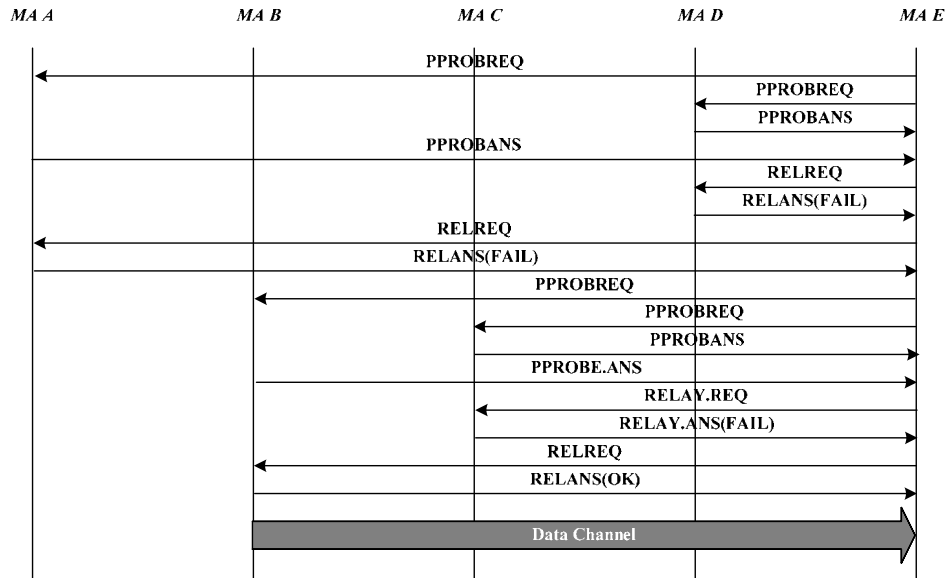 MA A MA B MA C MA D MA E
PPROBREQ
PPROBREQ
PPROBANS
PPROBANS
RELREQ
RELANS(FAIL)
RELREQ
RELANS(FAIL)
PPROBREQ
PPROBREQ
PPROBANS
PPROBE.ANS
RELAY.REQ
RELAY.ANS(FAIL)
RELREQ
RELANS(OK)
Data Channel